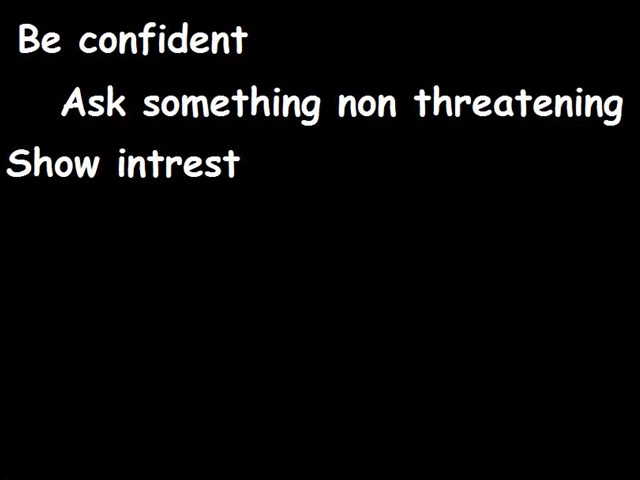 Be confident
Ask something non threatening
Show intrest